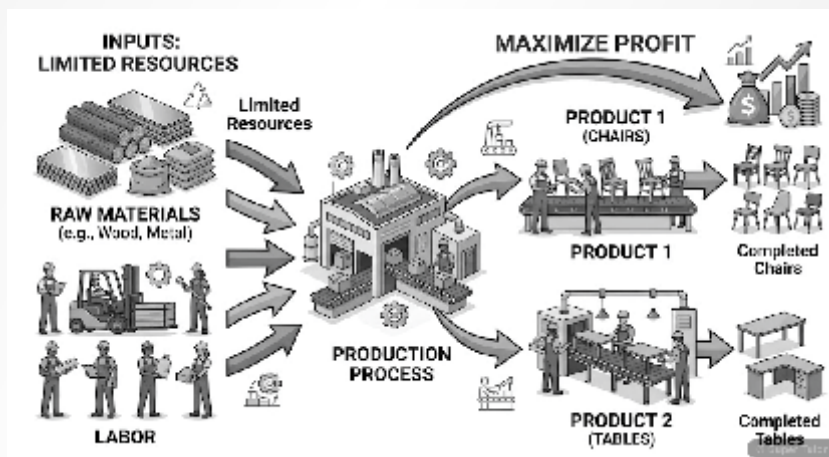 INPUTS:
LIMITED RESOURCES
RAW MATERIALS
(e.g., Wood, Metal)
LABOR
Limited
Resources
PRODUCTION
PROCESS
MAXIMIZE PROFIT
PRODUCT 1
(CHAIRS)
PRODUCT 1
Completed
Chairs
PRODUCT 2
(TABLES)
Completed
Tables